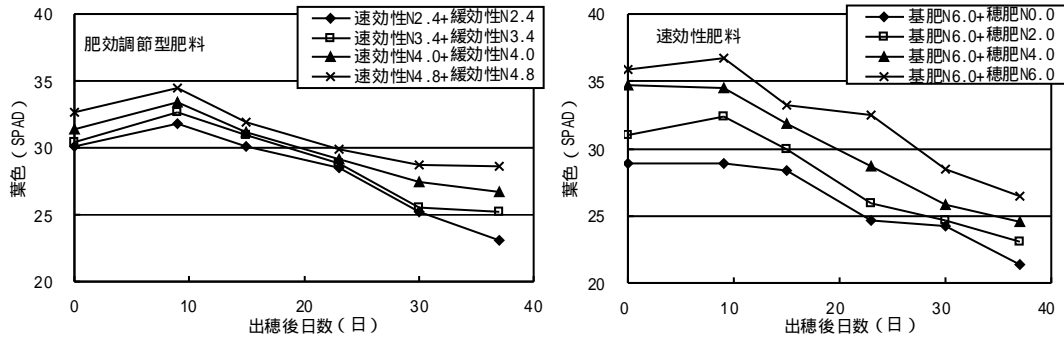 肥効調節型肥料
速効性N2.4+緩効性N2.4
速効性N3.4+緩効性N3.4
速効性N4.0+緩効性N4.0
速効性N4.8+緩効性N4.8
40
35
30
25
20
葉色(SPAD)
0 10 20 30 40
出穂後日数(日)
速効性肥料
基肥N6.0+穂肥N0.0
基肥N6.0+穂肥N2.0
基肥N6.0+穂肥N4.0
基肥N6.0+穂肥N6.0
40
35
30
25
20
葉色(SPAD)
0 10 20 30 40
出穂後日数(日)